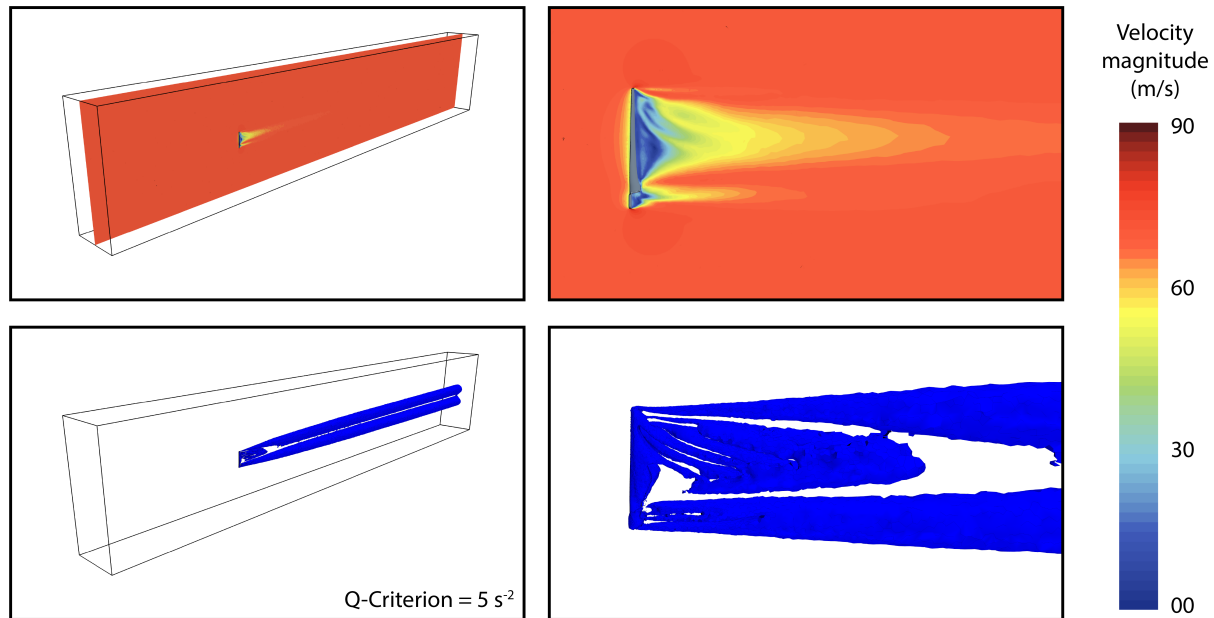 Velocity
magnitude
(m/s)
90
60
30
00
Q-Criterion = 5 s⁻²